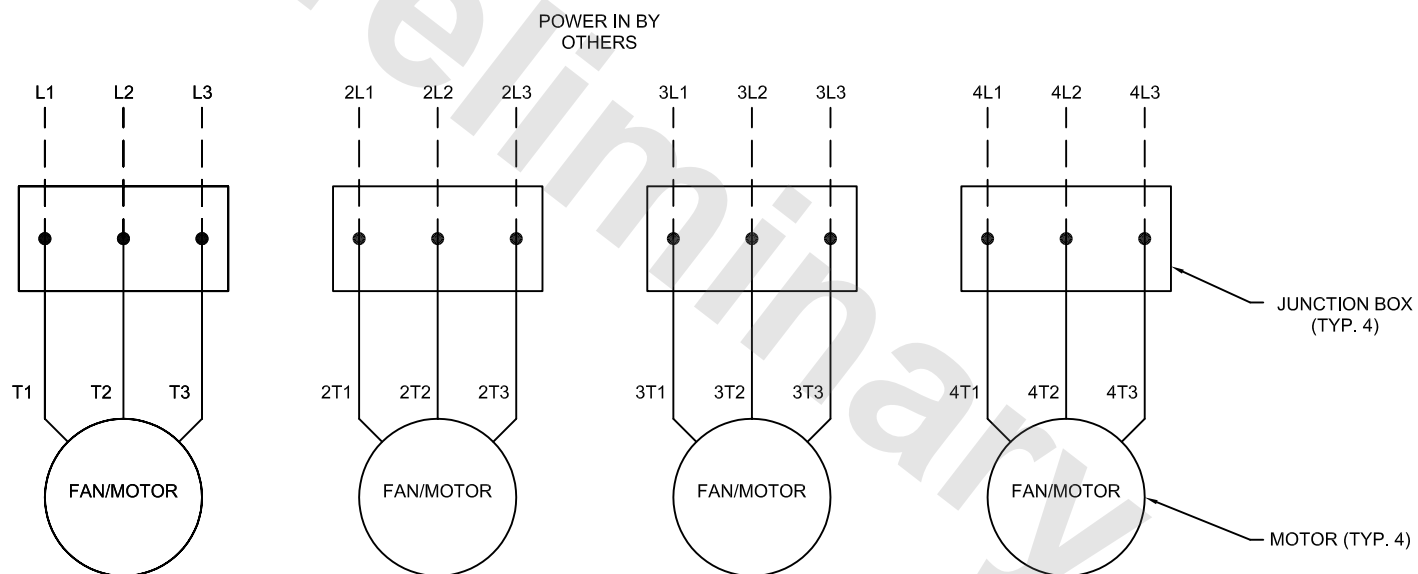 POWER IN BY
OTHERS
L1 L2 L3 2L1 2L2 2L3 3L1 3L2 3L3 4L1 4L2 4L3
JUNCTION BOX
(TYP. 4)
T1 T2 T3 2T1 2T2 2T3 3T1 3T2 3T3 4T1 4T2 4T3
FAN/MOTOR FAN/MOTOR FAN/MOTOR FAN/MOTOR
MOTOR (TYP. 4)
eliminary